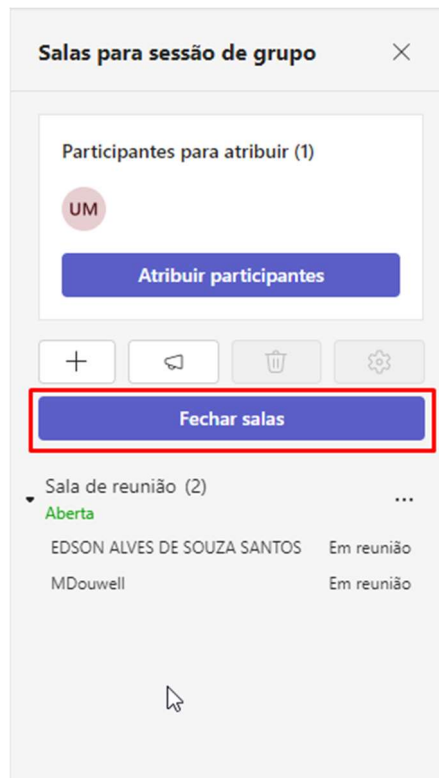 Salas para sessão de grupo
Participantes para atribuir (1)
UM
Atribuir participantes
Fechar salas
Sala de reunião (2)
...
Aberta
EDSON ALVES DE SOUZA SANTOS Em reunião
MDouwell Em reunião